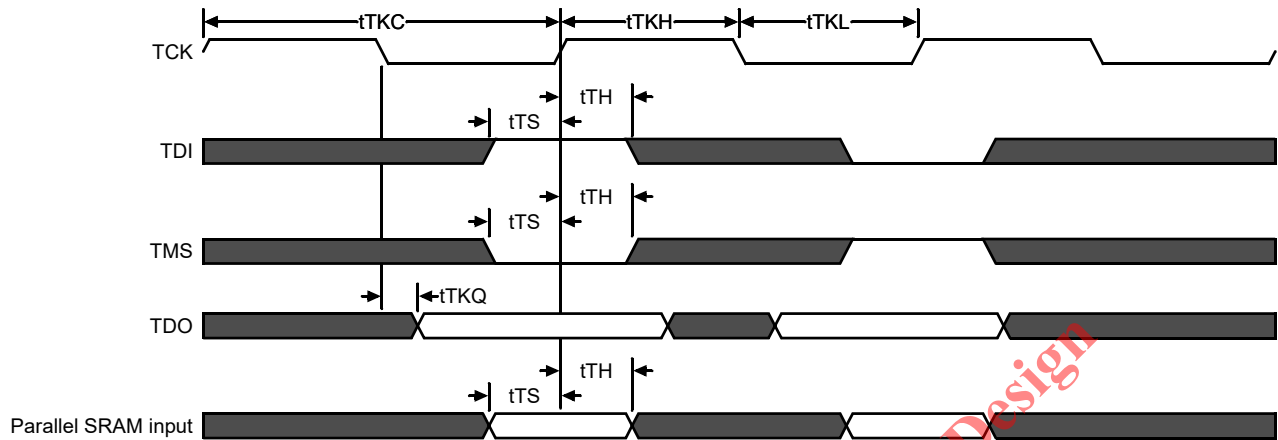 tTKC tTKH tTKL
TCK
tTH
tTS
TDI
tTH
tTS
TMS
tTKQ
TDO
tTH
tTS
Parallel SRAM input
Design